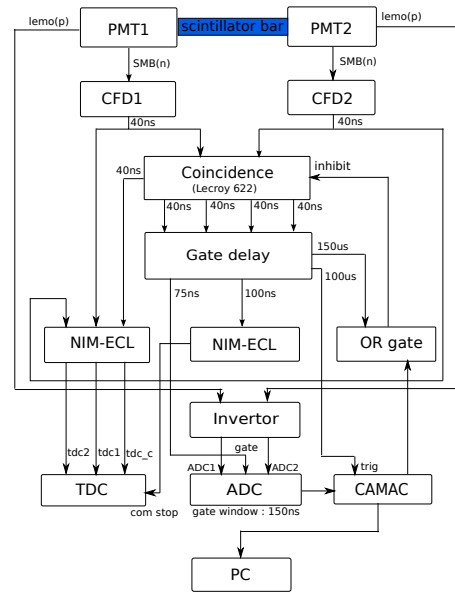 lemo(p)
PMT1
scintillator bar
PMT2
lemo(p)
SMB(n)
SMB(n)
CFD1
CFD2
40ns
40ns
40ns
Coincidence
(Lecroy 622)
inhibit
40ns
40ns
40ns
40ns
Gate delay
150us
100us
75ns
100ns
NIM-ECL
NIM-ECL
OR gate
Invertor
tdc2
tdc1
tdc_c
gate
ADC1
ADC2
trig
TDC
ADC
CAMAC
com stop
gate window : 150ns
PC